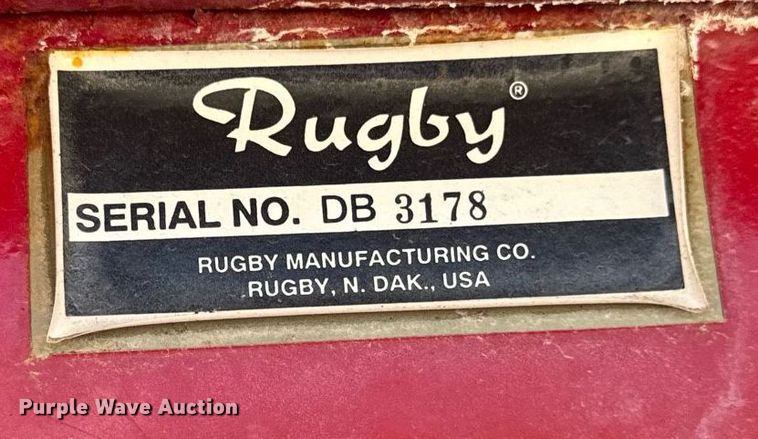 Rugby®
SERIAL NO. DB 3178
RUGBY MANUFACTURING CO.
RUGBY, N. DAK., USA
Purple Wave Auction